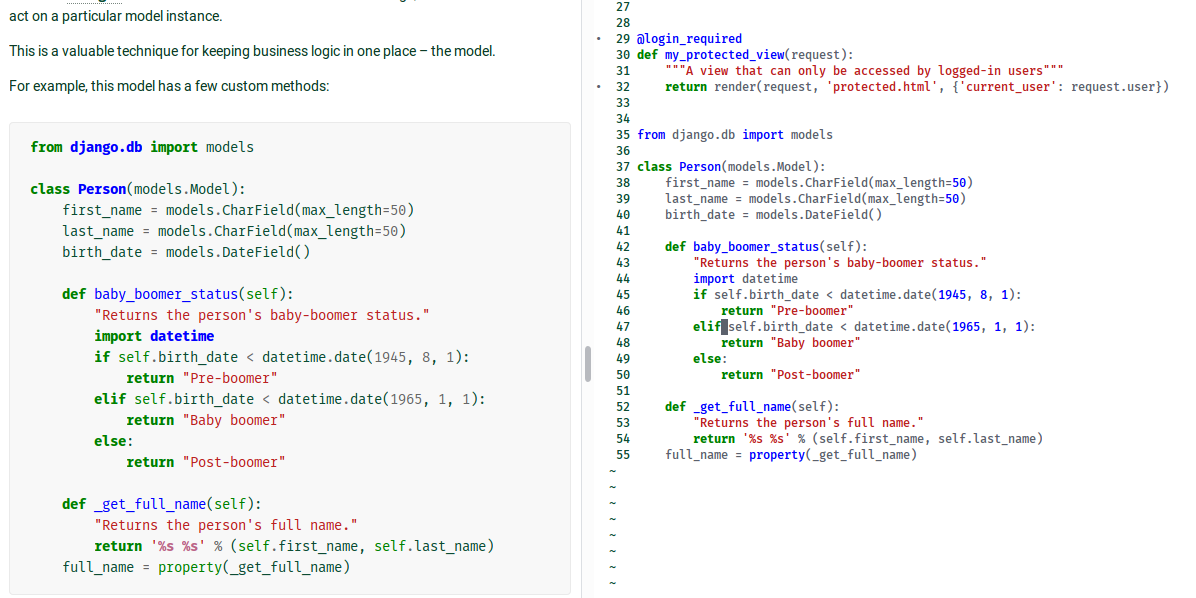 act on a particular model instance.
This is a valuable technique for keeping business logic in one place – the model.
For example, this model has a few custom methods:
from django.db import models
class Person(models.Model):
    first_name = models.CharField(max_length=50)
    last_name = models.CharField(max_length=50)
    birth_date = models.DateField()
    def baby_boomer_status(self):
        "Returns the person's baby-boomer status."
        import datetime
        if self.birth_date < datetime.date(1945, 8, 1):
            return "Pre-boomer"
        elif self.birth_date < datetime.date(1965, 1, 1):
            return "Baby boomer"
        else:
            return "Post-boomer"
    def _get_full_name(self):
        "Returns the person's full name."
        return '%s %s' % (self.first_name, self.last_name)
    full_name = property(_get_full_name)
27
28
29 @login_required
30 def my_protected_view(request):
31     """A view that can only be accessed by logged-in users"""
32     return render(request, 'protected.html', {'current_user': request.user})
33
34
35 from django.db import models
36
37 class Person(models.Model):
38     first_name = models.CharField(max_length=50)
39     last_name = models.CharField(max_length=50)
40     birth_date = models.DateField()
41
42     def baby_boomer_status(self):
43         "Returns the person's baby-boomer status."
44         import datetime
45         if self.birth_date < datetime.date(1945, 8, 1):
46             return "Pre-boomer"
47         elif self.birth_date < datetime.date(1965, 1, 1):
48             return "Baby boomer"
49         else:
50             return "Post-boomer"
51
52     def _get_full_name(self):
53         "Returns the person's full name."
54         return '%s %s' % (self.first_name, self.last_name)
55     full_name = property(_get_full_name)
~
~
~
~
~
~
~
~